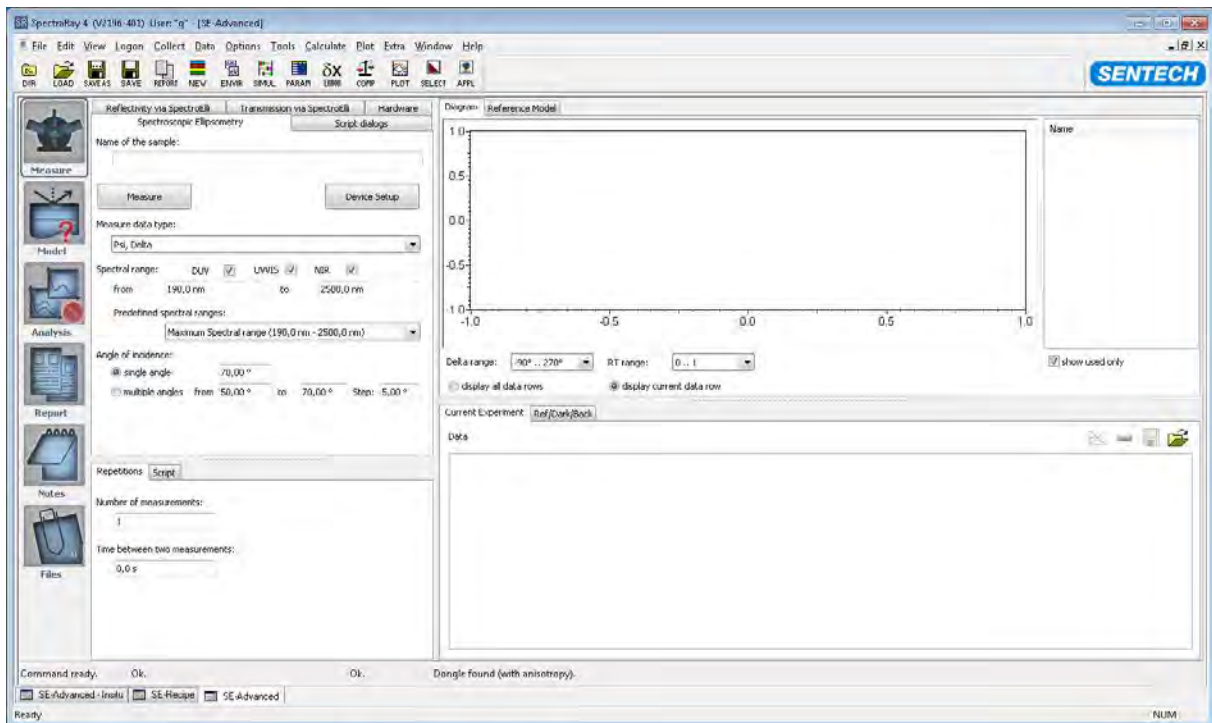 SpectraRay 4 (V2196-401) User: "q" - [SE-Advanced]
File Edit View Logon Collect Data Options Tools Calculate Plot Extra Window Help
DIR LOAD SAVE AS SAVE REPORT NEW ENVIR SIMUL PARAM COMP PLOT SELECT APPL
δX
SENTECH
Measure
Model
Analysis
Report
Notes
Files
Reflectivity via SpectroElli Transmission via SpectroElli Hardware
Spectroscopic Ellipsometry Script dialogs
Name of the sample:
Measure Device Setup
Measure data type:
Psi, Delta
Spectral range: DUV UVVIS NIR
from 190,0 nm to 2500,0 nm
Predefined spectral ranges:
Maximum Spectral range (190,0 nm - 2500,0 nm)
Angle of incidence:
single angle 70,00 °
multiple angles from 50,00 ° to 70,00 ° Step: 5,00 °
Repetitions Script
Number of measurements:
1
Time between two measurements:
0,0 s
Diagram Reference Model
1.0
0.5
0.0
-0.5
-1.0
-1.0 -0.5 0.0 0.5 1.0
Name
show used only
Delta range: -90° .. 270° RT range: 0 .. 1
display all data rows display current data row
Current Experiment Ref/Dark/Back
Data
Command ready. Ok. Ok. Dongle found (with anisotropy).
SE-Advanced - Insitu SE-Recipe SE-Advanced
Ready NUM